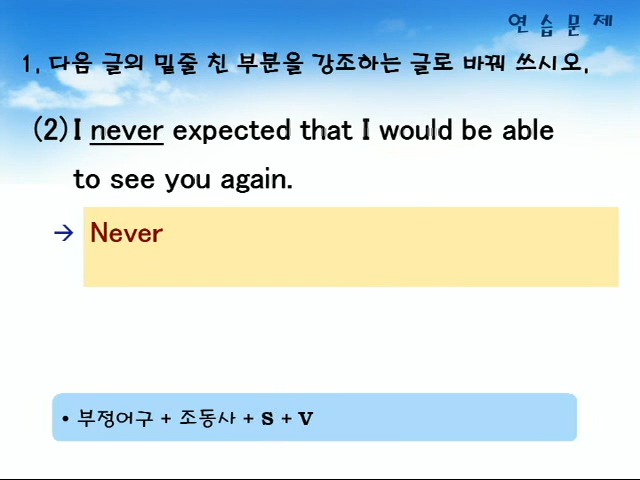 연 습 문 제
1. 다음 글의 밑줄 친 부분을 강조하는 글로 바꿔 쓰시오.
(2) I never expected that I would be able
to see you again.
→ Never
• 부정어구 + 조동사 + S + V